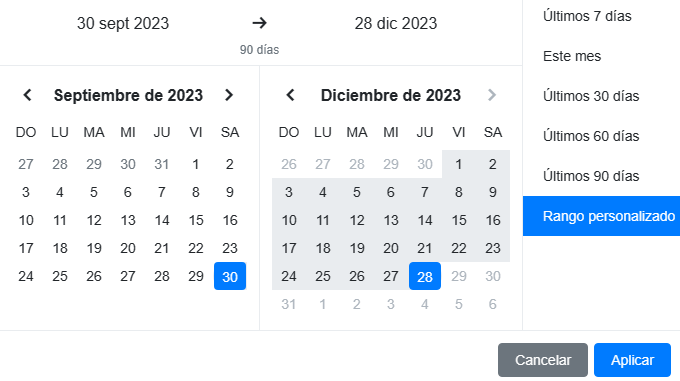 30 sept 2023 → 28 dic 2023
90 días
Septiembre de 2023
DO LU MA MI JU VI SA
27 28 29 30 31 1 2
3 4 5 6 7 8 9
10 11 12 13 14 15 16
17 18 19 20 21 22 23
24 25 26 27 28 29 30
Diciembre de 2023
DO LU MA MI JU VI SA
26 27 28 29 30 1 2
3 4 5 6 7 8 9
10 11 12 13 14 15 16
17 18 19 20 21 22 23
24 25 26 27 28 29 30
31 1 2 3 4 5 6
Últimos 7 días
Este mes
Últimos 30 días
Últimos 60 días
Últimos 90 días
Rango personalizado
Cancelar Aplicar